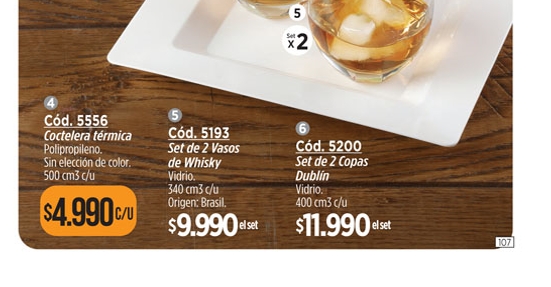 5
Set
x2
4
Cód. 5556
Coctelera térmica
Polipropileno.
Sin elección de color.
500 cm3 c/u
$4.990 c/u
5
Cód. 5193
Set de 2 Vasos
de Whisky
Vidrio.
340 cm3 c/u
Origen: Brasil.
$9.990 el set
6
Cód. 5200
Set de 2 Copas
Dublín
Vidrio.
400 cm3 c/u
$11.990 el set
107